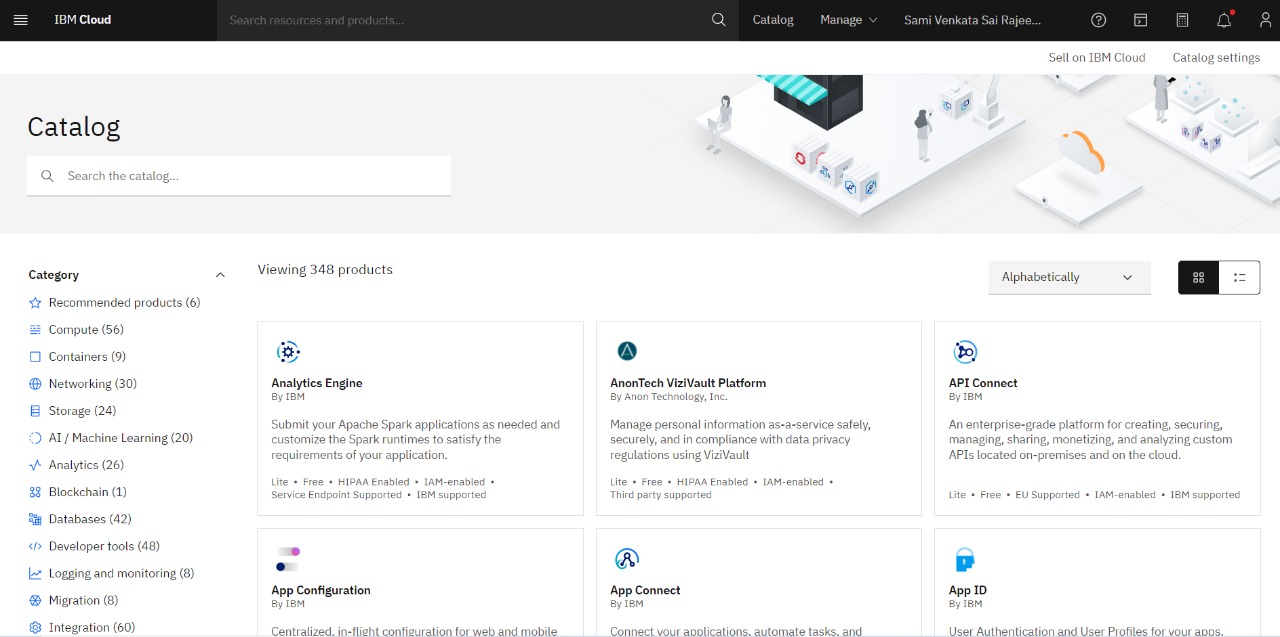 IBM Cloud
Search resources and products...
Catalog
Manage
Sami Venkata Sai Rajee...
Sell on IBM Cloud
Catalog settings
Catalog
Search the catalog...
Category
Recommended products (6)
Compute (56)
Containers (9)
Networking (30)
Storage (24)
AI / Machine Learning (20)
Analytics (26)
Blockchain (1)
Databases (42)
Developer tools (48)
Logging and monitoring (8)
Migration (8)
Integration (60)
Viewing 348 products
Alphabetically
Analytics Engine
By IBM
Submit your Apache Spark applications as needed and
customize the Spark runtimes to satisfy the
requirements of your application.
Lite • Free • HIPAA Enabled • IAM-enabled •
Service Endpoint Supported • IBM supported
AnonTech ViziVault Platform
By Anon Technology, Inc.
Manage personal information as-a-service safely,
securely, and in compliance with data privacy
regulations using ViziVault
Lite • Free • HIPAA Enabled • IAM-enabled •
Third party supported
API Connect
By IBM
An enterprise-grade platform for creating, securing,
managing, sharing, monetizing, and analyzing custom
APIs located on-premises and on the cloud.
Lite • Free • EU Supported • IAM-enabled • IBM supported
App Configuration
By IBM
Centralized, in-flight configuration for web and mobile
App Connect
By IBM
Connect your applications, automate tasks, and
App ID
By IBM
User Authentication and User Profiles for your apps.